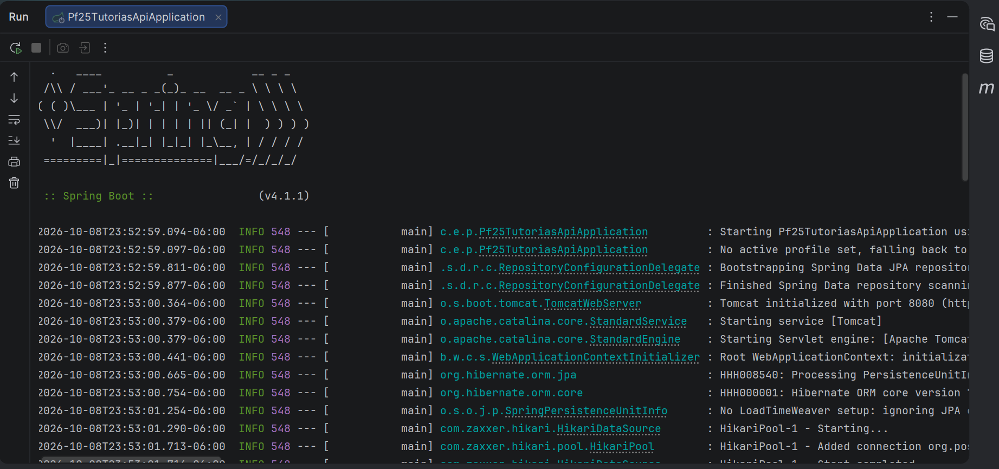 Run Pf25TutoriasApiApplication
  .   ____          _            __ _ _
 /\\ / ___'_ __ _ _(_)_ __  __ _ \ \ \ \
( ( )\___ | '_ | '_| | '_ \/ _` | \ \ \ \
 \\/  ___)| |_)| | | | | || (_| |  ) ) ) )
  '  |____| .__|_| |_|_| |_\__, | / / / /
 =========|_|==============|___/=/_/_/_/
 :: Spring Boot ::                (v4.1.1)
2026-10-08T23:52:59.094-06:00  INFO 548 --- [           main] c.e.p.Pf25TutoriasApiApplication         : Starting Pf25TutoriasApiApplication
2026-10-08T23:52:59.097-06:00  INFO 548 --- [           main] c.e.p.Pf25TutoriasApiApplication         : No active profile set, falling back to
2026-10-08T23:52:59.811-06:00  INFO 548 --- [           main] .s.d.r.c.RepositoryConfigurationDelegate : Bootstrapping Spring Data JPA
2026-10-08T23:52:59.877-06:00  INFO 548 --- [           main] .s.d.r.c.RepositoryConfigurationDelegate : Finished Spring Data repository
2026-10-08T23:53:00.364-06:00  INFO 548 --- [           main] o.s.boot.tomcat.TomcatWebServer          : Tomcat initialized with port 8080
2026-10-08T23:53:00.379-06:00  INFO 548 --- [           main] o.apache.catalina.core.StandardService   : Starting service [Tomcat]
2026-10-08T23:53:00.379-06:00  INFO 548 --- [           main] o.apache.catalina.core.StandardEngine    : Starting Servlet engine: [Apache
2026-10-08T23:53:00.441-06:00  INFO 548 --- [           main] b.w.c.s.WebApplicationContextInitializer : Root WebApplicationContext:
2026-10-08T23:53:00.665-06:00  INFO 548 --- [           main] org.hibernate.orm.jpa                    : HHH008540: Processing
2026-10-08T23:53:00.754-06:00  INFO 548 --- [           main] org.hibernate.orm.core                   : HHH000001: Hibernate ORM core version
2026-10-08T23:53:01.254-06:00  INFO 548 --- [           main] o.s.o.j.p.SpringPersistenceUnitInfo      : No LoadTimeWeaver setup: ignoring JPA
2026-10-08T23:53:01.290-06:00  INFO 548 --- [           main] com.zaxxer.hikari.HikariDataSource       : HikariPool-1 - Starting...
2026-10-08T23:53:01.713-06:00  INFO 548 --- [           main] com.zaxxer.hikari.pool.HikariPool        : HikariPool-1 - Added connection